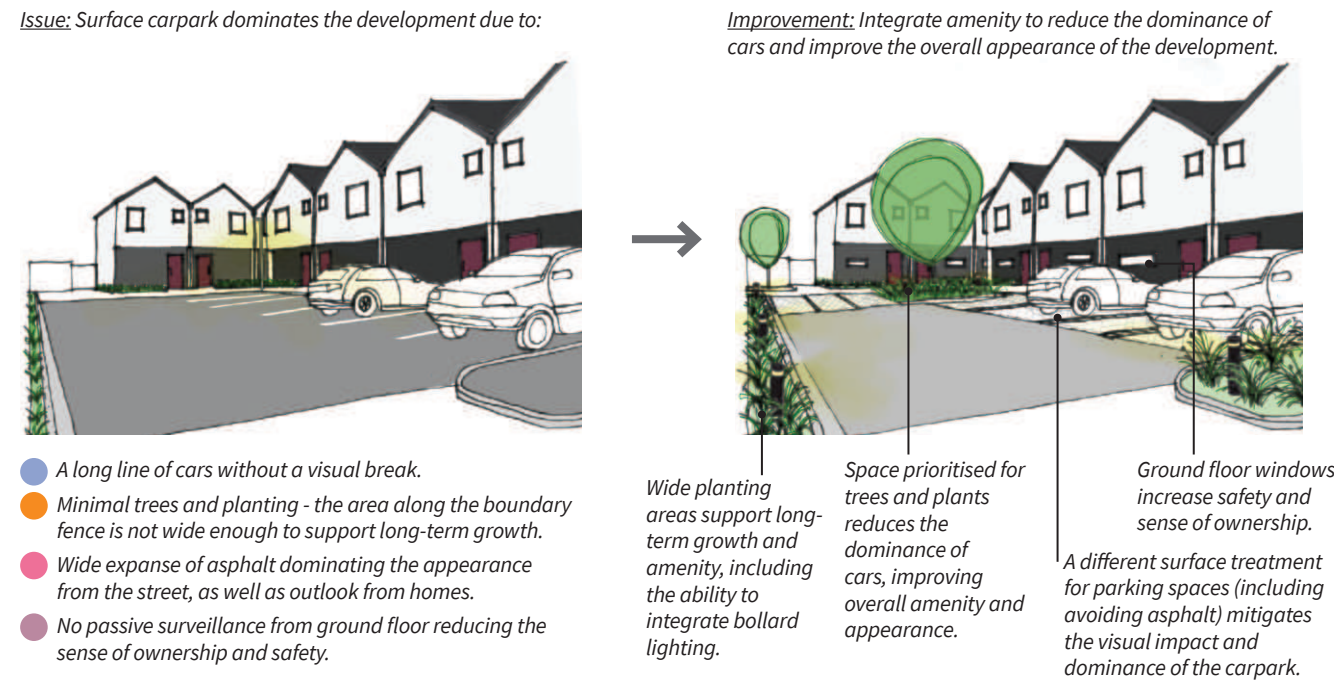 Issue: Surface carpark dominates the development due to:
Improvement: Integrate amenity to reduce the dominance of
cars and improve the overall appearance of the development.
A long line of cars without a visual break.
Minimal trees and planting - the area along the boundary
fence is not wide enough to support long-term growth.
Wide expanse of asphalt dominating the appearance
from the street, as well as outlook from homes.
No passive surveillance from ground floor reducing the
sense of ownership and safety.
Wide planting
areas support long-
term growth and
amenity, including
the ability to
integrate bollard
lighting.
Space prioritised for
trees and plants
reduces the
dominance of
cars, improving
overall amenity and
appearance.
Ground floor windows
increase safety and
sense of ownership.
A different surface treatment
for parking spaces (including
avoiding asphalt) mitigates
the visual impact and
dominance of the carpark.